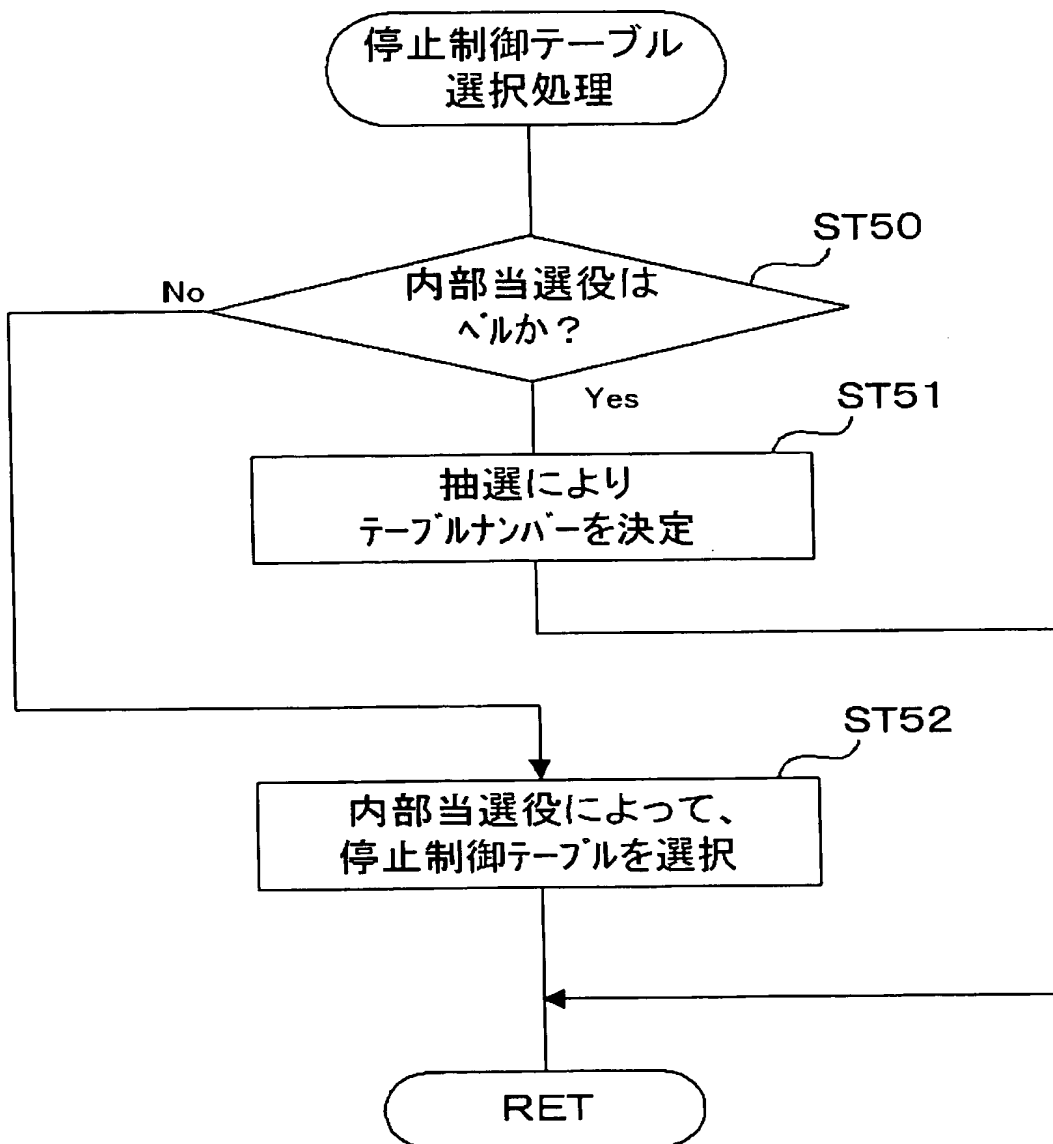 停止制御テーブル
選択処理
ST50
内部当選役は
ベルか？
No
Yes
ST51
抽選により
テーブルナンバーを決定
ST52
内部当選役によって、
停止制御テーブルを選択
RET